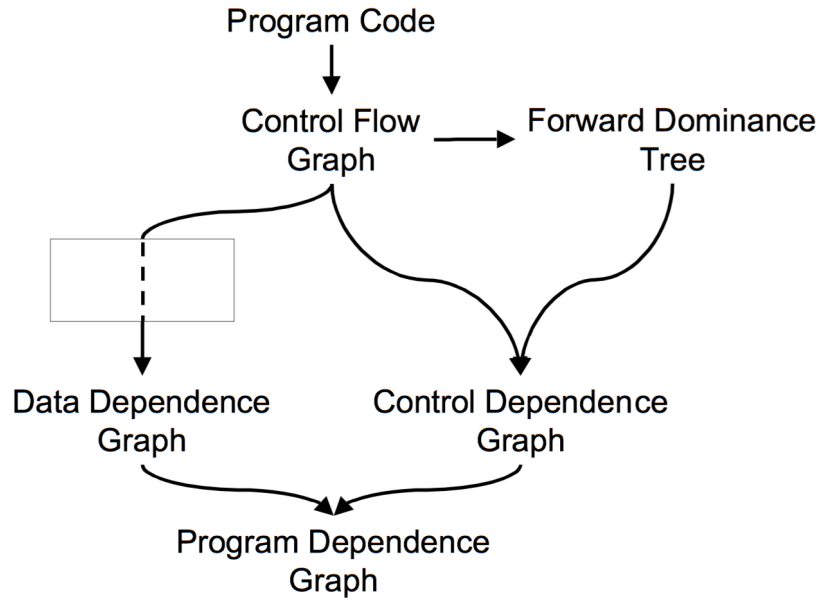 Program Code
Control Flow
Graph
Forward Dominance
Tree
Data Dependence
Graph
Control Dependence
Graph
Program Dependence
Graph